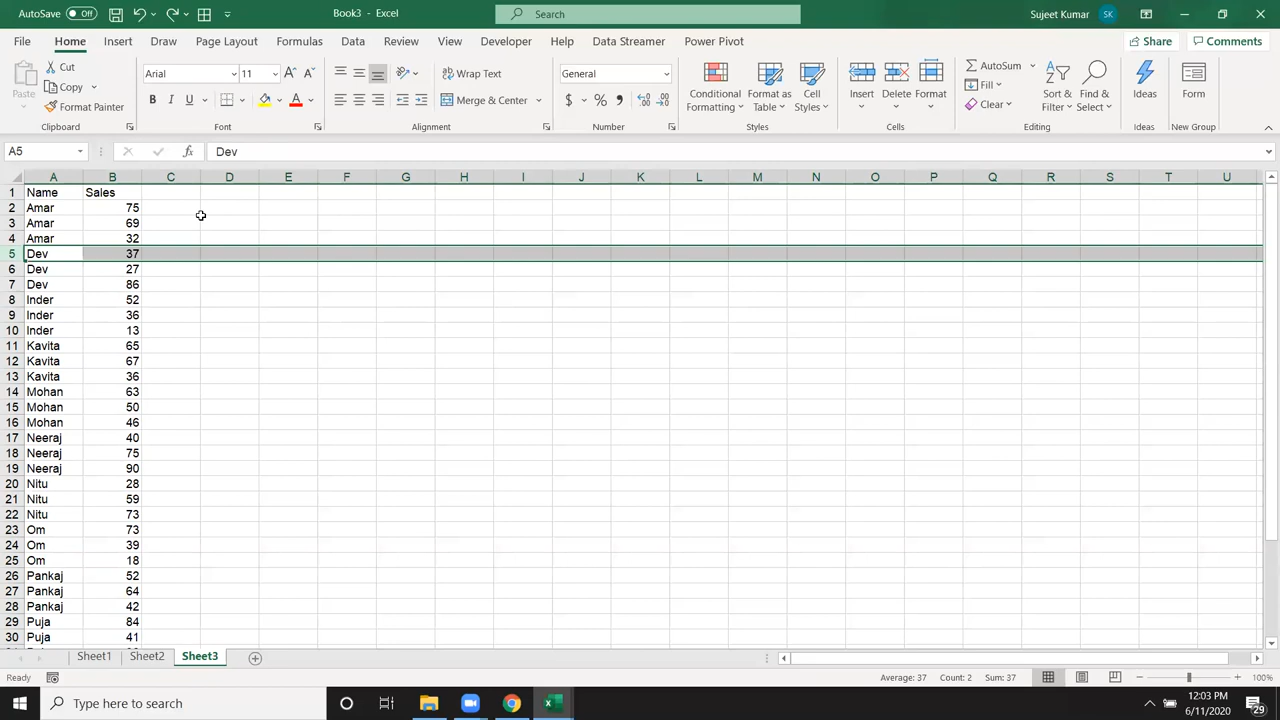 AutoSave Off Book3 - Excel Search Sujeet Kumar SK
File Home Insert Draw Page Layout Formulas Data Review View Developer Help Data Streamer Power Pivot Share Comments
Paste Cut Copy Format Painter Clipboard
Arial 11 A A B I U A Font
Wrap Text Merge & Center Alignment
General $ % , Number
Conditional Formatting Format as Table Cell Styles Styles
Insert Delete Format Cells
AutoSum Fill Clear Sort & Filter Find & Select Editing
Ideas Ideas
Form New Group
A5 fx Dev
A B C D E F G H I J K L M N O P Q R S T U
1 Name Sales
2 Amar 75
3 Amar 69
4 Amar 32
5 Dev 37
6 Dev 27
7 Dev 86
8 Inder 52
9 Inder 36
10 Inder 13
11 Kavita 65
12 Kavita 67
13 Kavita 36
14 Mohan 63
15 Mohan 50
16 Mohan 46
17 Neeraj 40
18 Neeraj 75
19 Neeraj 90
20 Nitu 28
21 Nitu 59
22 Nitu 73
23 Om 73
24 Om 39
25 Om 18
26 Pankaj 52
27 Pankaj 64
28 Pankaj 42
29 Puja 84
30 Puja 41
Sheet1 Sheet2 Sheet3
Ready Average: 37 Count: 2 Sum: 37 100%
Type here to search 12:03 PM
6/11/2020 29